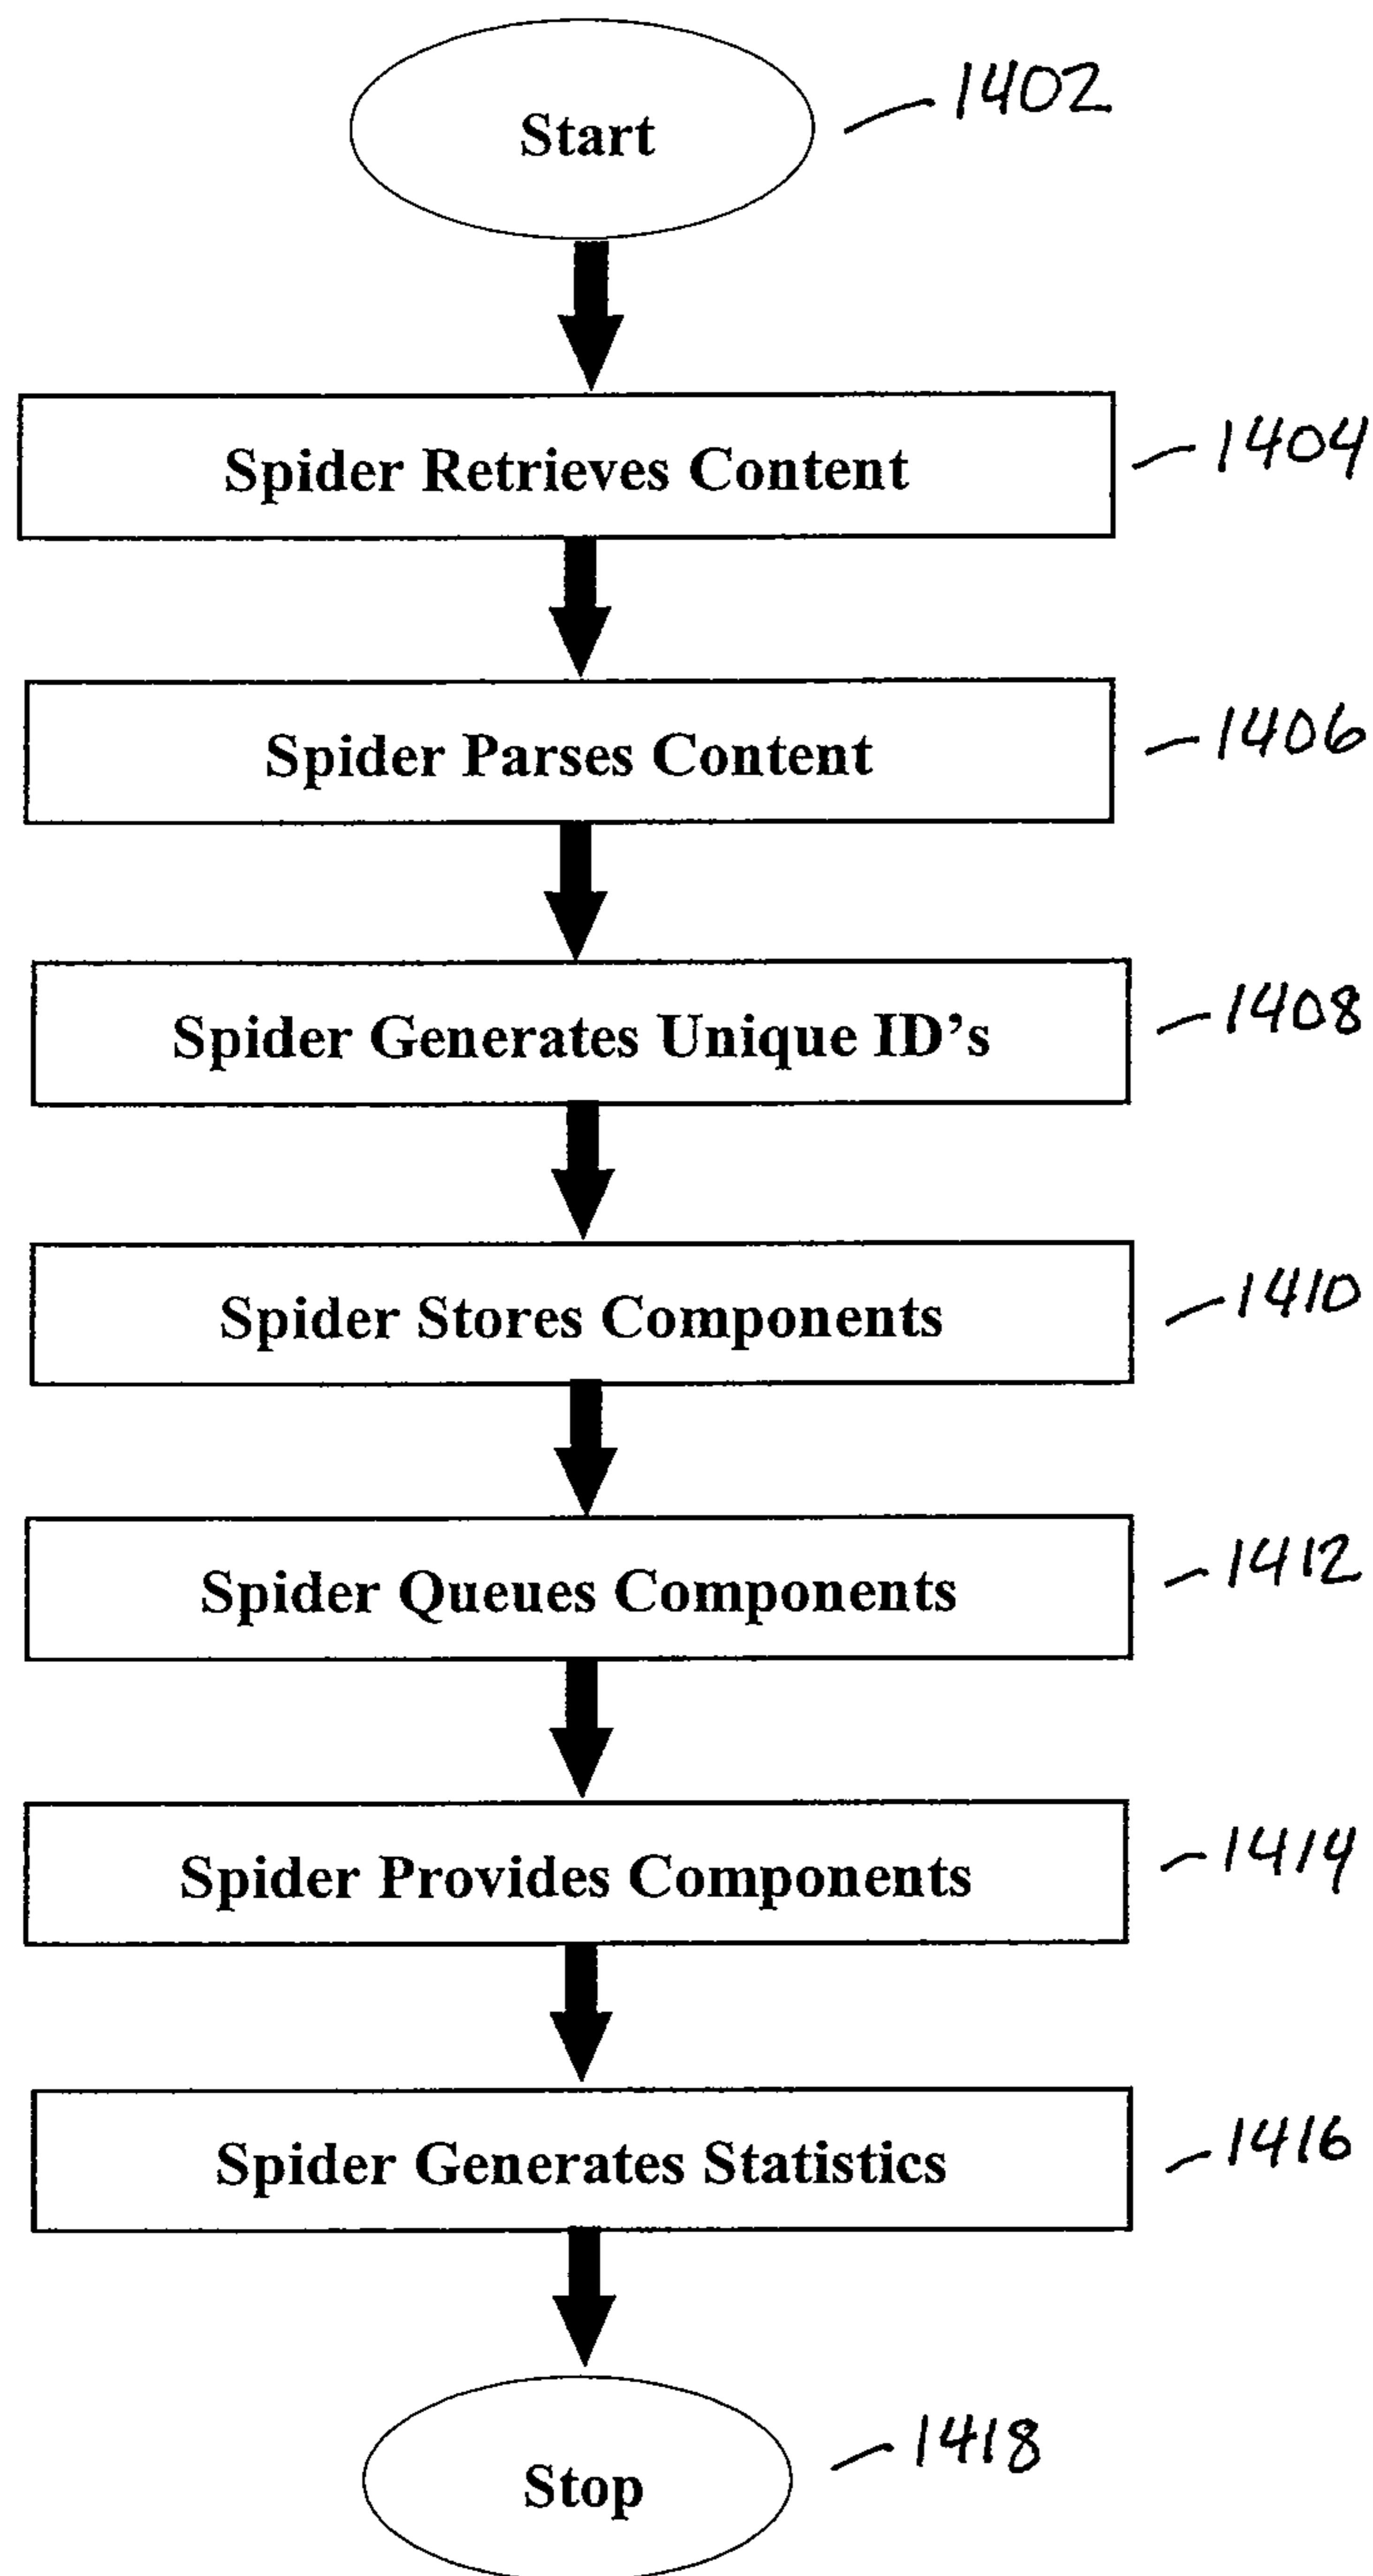 Start
1402
Spider Retrieves Content
1404
Spider Parses Content
1406
Spider Generates Unique ID’s
1408
Spider Stores Components
1410
Spider Queues Components
1412
Spider Provides Components
1414
Spider Generates Statistics
1416
Stop
1418